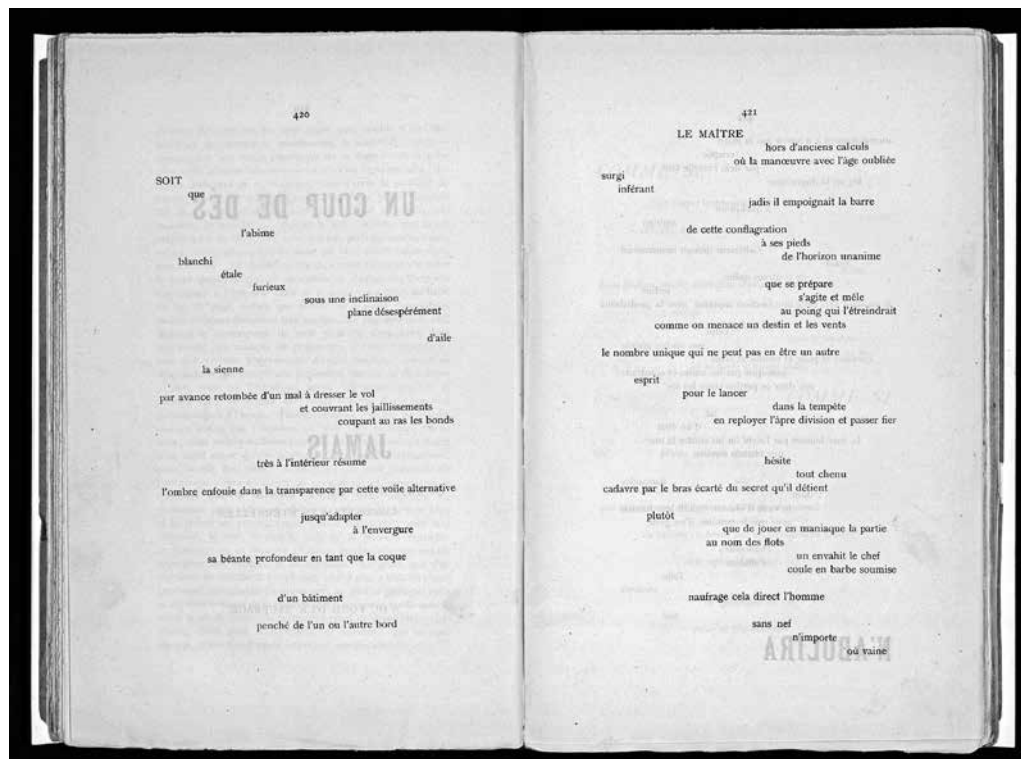 420
SOIT
que
l'abime
blanchi
étale
furieux
sous une inclinaison
plane désespérément
d'aile
la sienne
par avance retombée d'un mal à dresser le vol
et couvrant les jaillissements
coupant au ras les bonds
très à l'intérieur résume
l'ombre enfouie dans la transparence par cette voile alternative
jusqu'adapter
à l'envergure
sa béante profondeur en tant que la coque
d'un bâtiment
penché de l'un ou l'autre bord
UN COUP DE DÉS
JAMAIS
421
LE MAÎTRE
hors d'anciens calculs
où la manœuvre avec l'âge oubliée
surgi
inférant
jadis il empoignait la barre
de cette conflagration
à ses pieds
de l'horizon unanime
que se prépare
s'agite et mêle
au poing qui l'étreindrait
comme on menace un destin et les vents
le nombre unique qui ne peut pas en être un autre
esprit
pour le lancer
dans la tempête
en reployer l'âpre division et passer fier
hésite
tout chenu
cadavre par le bras écarté du secret qu'il détient
plutôt
que de jouer en maniaque la partie
au nom des flots
un envahit le chef
coule en barbe soumise
naufrage cela direct l'homme
sans nef
n'importe
où vaine
N'ABOLIRA